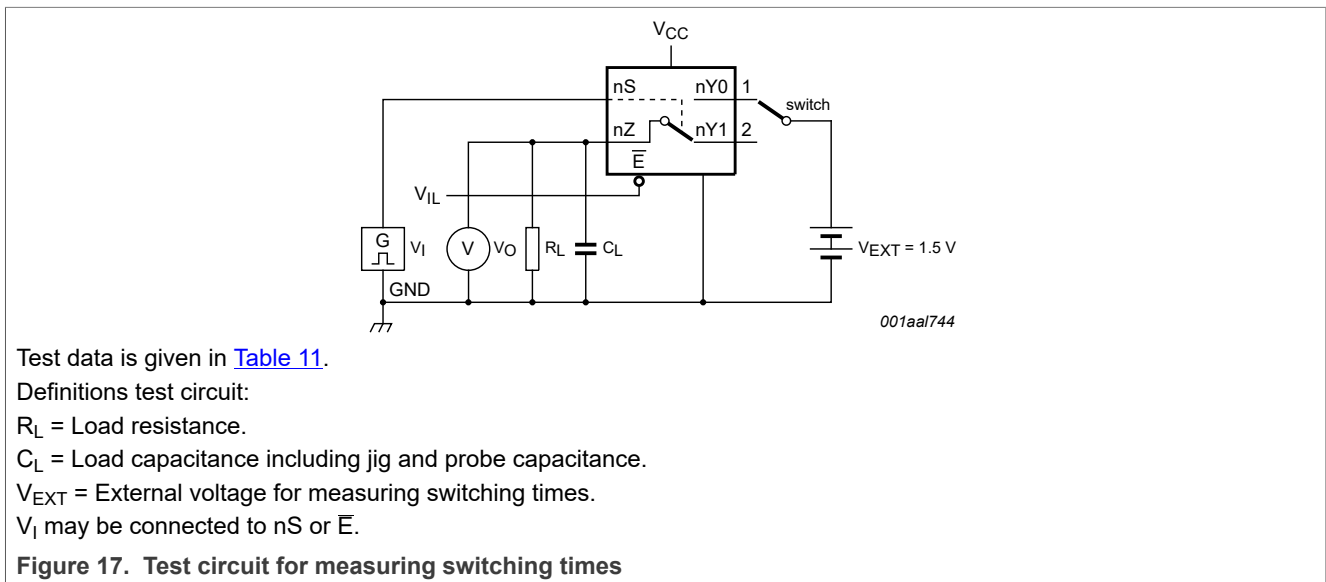 VCC
nS nY0 1
switch
nZ nY1 2
E̅
VIL
G VI V VO RL CL VEXT = 1.5 V
GND
001aal744
Test data is given in Table 11.
Definitions test circuit:
RL = Load resistance.
CL = Load capacitance including jig and probe capacitance.
VEXT = External voltage for measuring switching times.
VI may be connected to nS or E̅.
Figure 17. Test circuit for measuring switching times